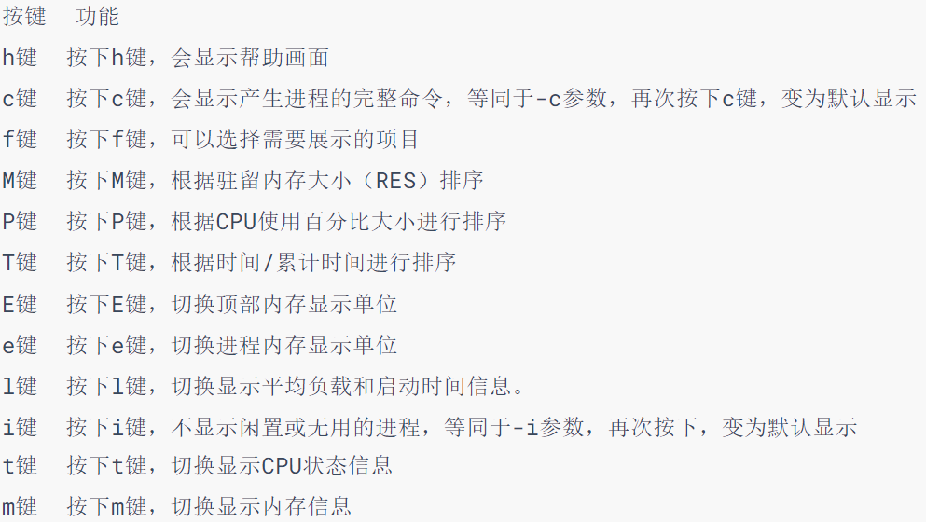 按键 功能
h键 按下h键，会显示帮助画面
c键 按下c键，会显示产生进程的完整命令，等同于-c参数，再次按下c键，变为默认显示
f键 按下f键，可以选择需要展示的项目
M键 按下M键，根据驻留内存大小（RES）排序
P键 按下P键，根据CPU使用百分比大小进行排序
T键 按下T键，根据时间/累计时间进行排序
E键 按下E键，切换顶部内存显示单位
e键 按下e键，切换进程内存显示单位
l键 按下l键，切换显示平均负载和启动时间信息。
i键 按下i键，不显示闲置或无用的进程，等同于-i参数，再次按下，变为默认显示
t键 按下t键，切换显示CPU状态信息
m键 按下m键，切换显示内存信息